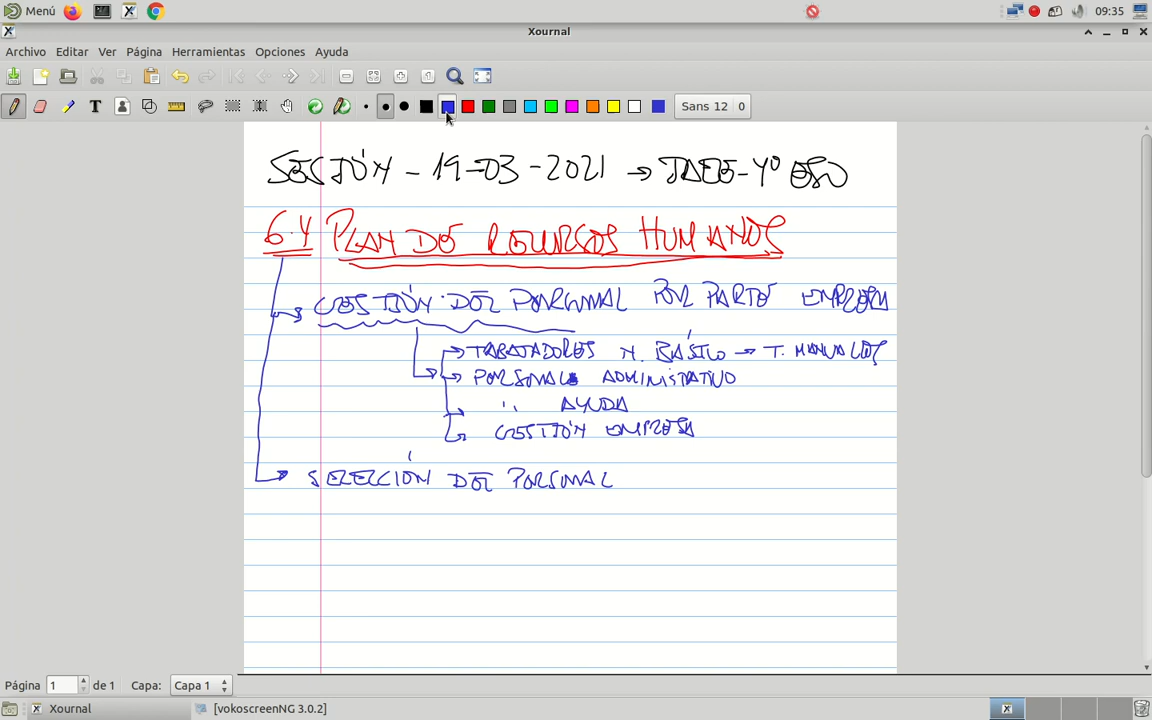 Menú 09:35
Xournal
Archivo Editar Ver Página Herramientas Opciones Ayuda
Sans 12 0
SESIÓN - 19-03-2021 → IAEE-4º ESO
6.4 PLAN DE RECURSOS HUMANOS
GESTIÓN DEL PERSONAL POR PARTE EMPRESA
TRABAJADORES N. BÁSICO → T. MANUALES
PERSONAL ADMINISTRATIVO
" AYUDA
GESTIÓN EMPRESA
SELECCIÓN DEL PERSONAL
Página 1 de 1 Capa: Capa 1
Xournal [vokoscreenNG 3.0.2]